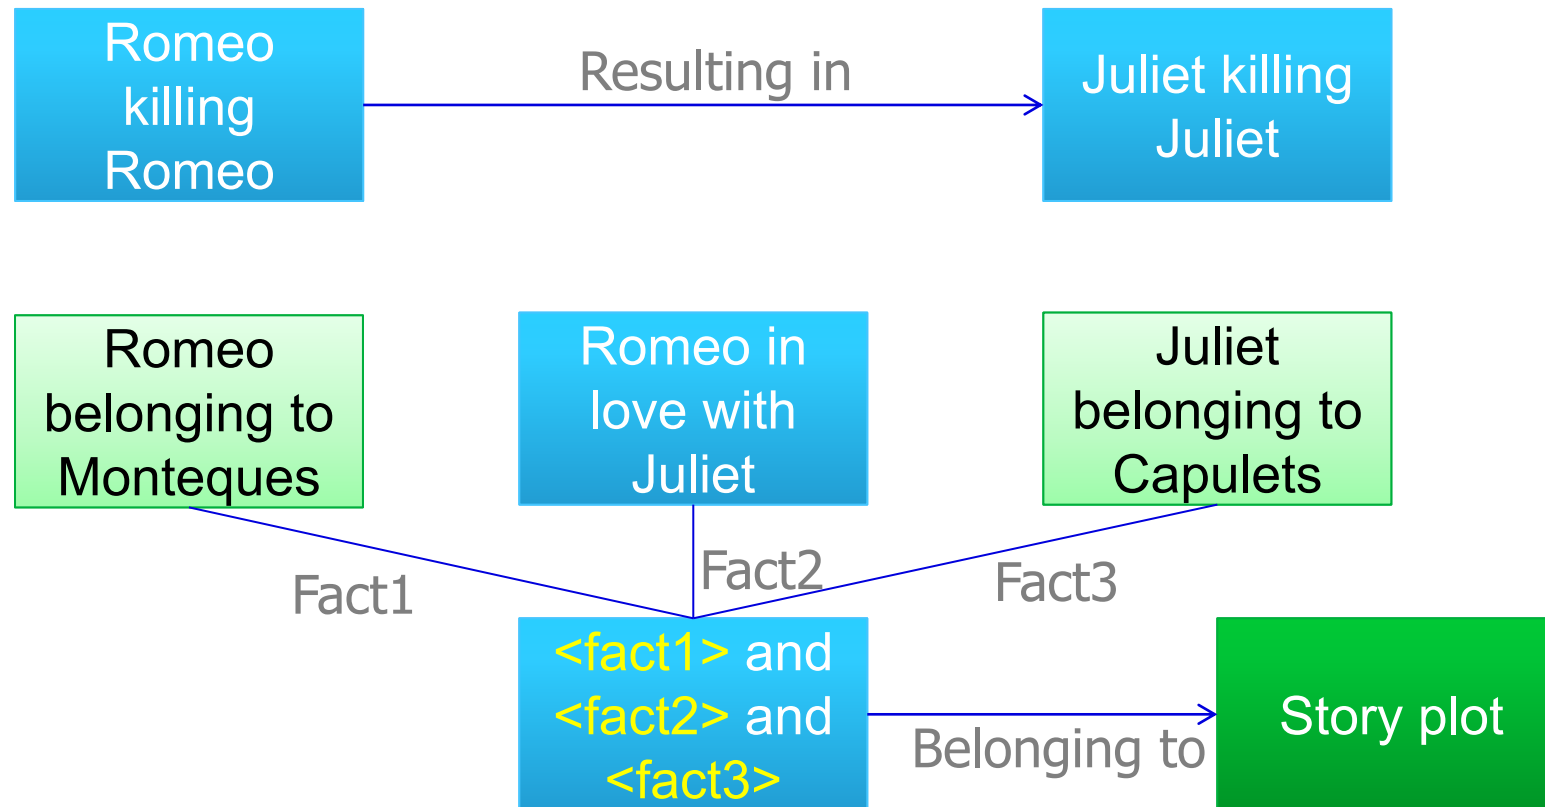 Romeo
killing
Romeo
Resulting in
Juliet killing
Juliet
Romeo
belonging to
Monteques
Romeo in
love with
Juliet
Juliet
belonging to
Capulets
Fact1
Fact2
Fact3
<fact1> and
<fact2> and
<fact3>
Belonging to
Story plot